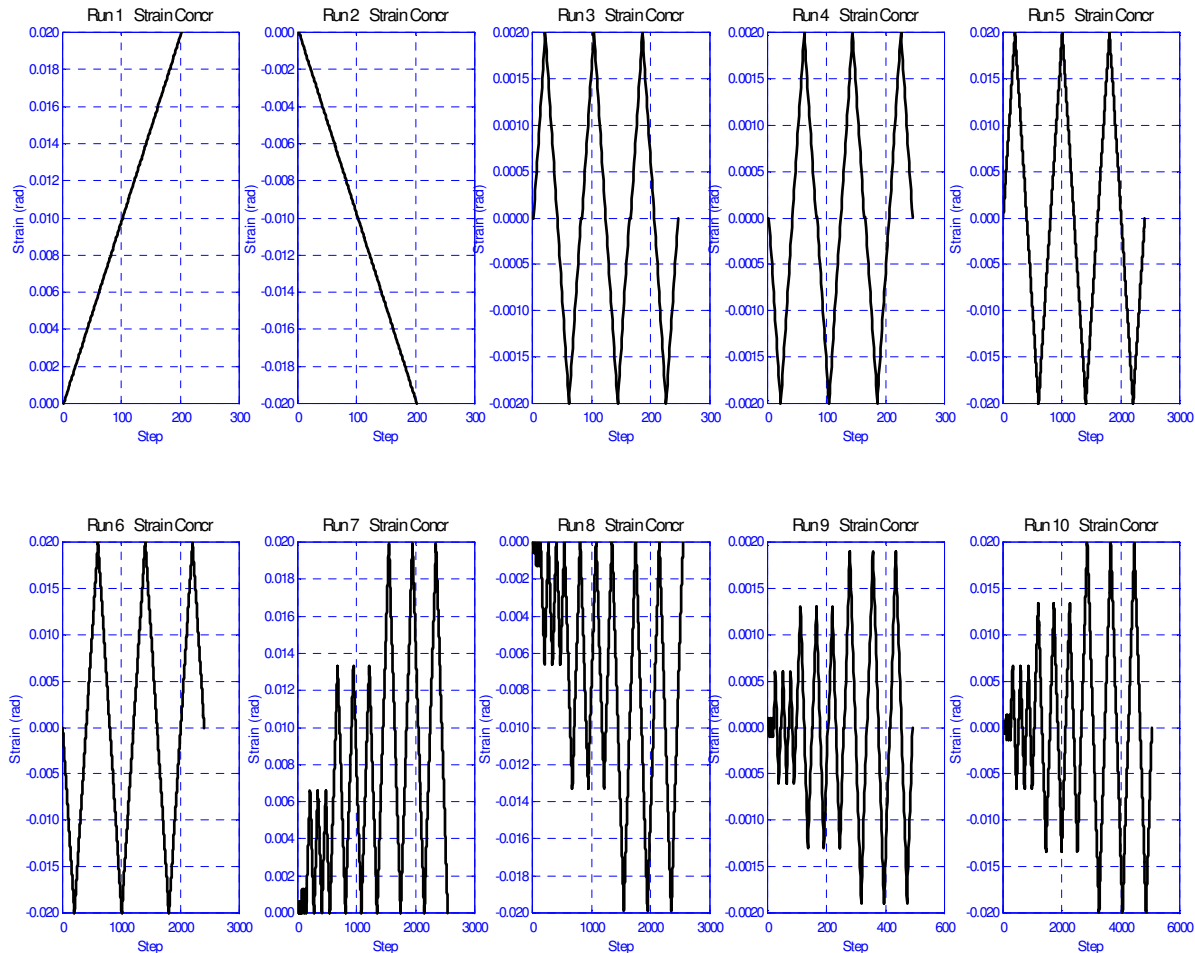 Run 1 Strain Concr
0.020
0.018
0.016
0.014
0.012
0.010
0.008
0.006
0.004
0.002
0.000
Strain (rad)
0 100 200 300
Step
Run 2 Strain Concr
0.000
-0.002
-0.004
-0.006
-0.008
-0.010
-0.012
-0.014
-0.016
-0.018
-0.020
Strain (rad)
0 100 200 300
Step
Run 3 Strain Concr
0.0020
0.0015
0.0010
0.0005
0.000
-0.0005
-0.0010
-0.0015
-0.0020
Strain (rad)
0 100 200 300
Step
Run 4 Strain Concr
0.0020
0.0015
0.0010
0.0005
0.000
-0.0005
-0.0010
-0.0015
-0.0020
Strain (rad)
0 100 200 300
Step
Run 5 Strain Concr
0.020
0.015
0.010
0.005
0.000
-0.005
-0.010
-0.015
-0.020
Strain (rad)
0 1000 2000 3000
Step
Run 6 Strain Concr
0.020
0.015
0.010
0.005
0.000
-0.005
-0.010
-0.015
-0.020
Strain (rad)
0 1000 2000 3000
Step
Run 7 Strain Concr
0.020
0.018
0.016
0.014
0.012
0.010
0.008
0.006
0.004
0.002
0.000
Strain (rad)
0 1000 2000 3000
Step
Run 8 Strain Concr
0.000
-0.002
-0.004
-0.006
-0.008
-0.010
-0.012
-0.014
-0.016
-0.018
-0.020
Strain (rad)
0 1000 2000 3000
Step
Run 9 Strain Concr
0.0020
0.0015
0.0010
0.0005
0.000
-0.0005
-0.0010
-0.0015
-0.0020
Strain (rad)
0 200 400 600
Step
Run 10 Strain Concr
0.020
0.015
0.010
0.005
0.000
-0.005
-0.010
-0.015
-0.020
Strain (rad)
0 2000 4000 6000
Step